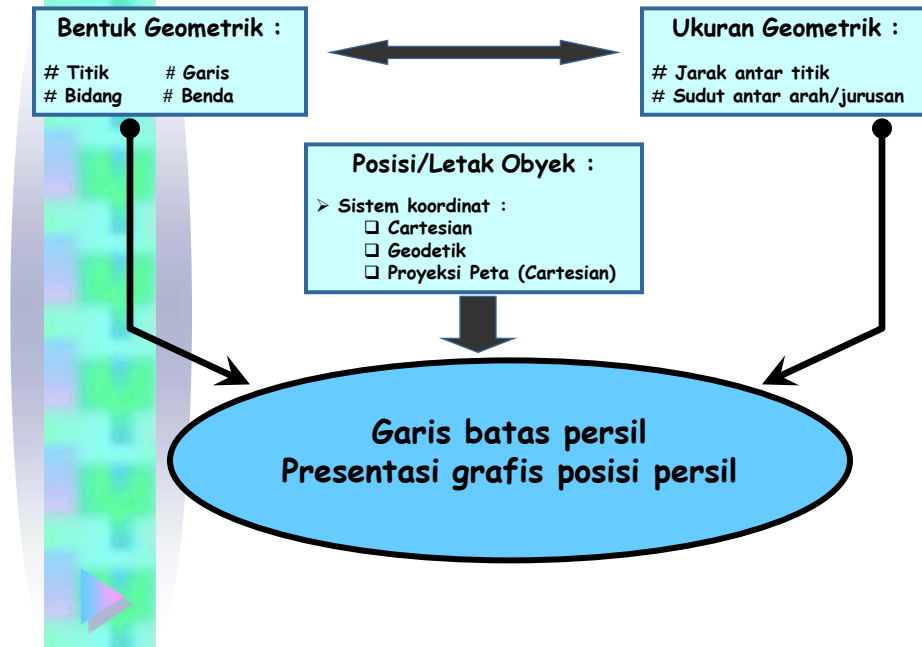 Bentuk Geometrik :
# Titik # Garis
# Bidang # Benda
Ukuran Geometrik :
# Jarak antar titik
# Sudut antar arah/jurusan
Posisi/Letak Obyek :
➢ Sistem koordinat :
❑ Cartesian
❑ Geodetik
❑ Proyeksi Peta (Cartesian)
Garis batas persil
Presentasi grafis posisi persil